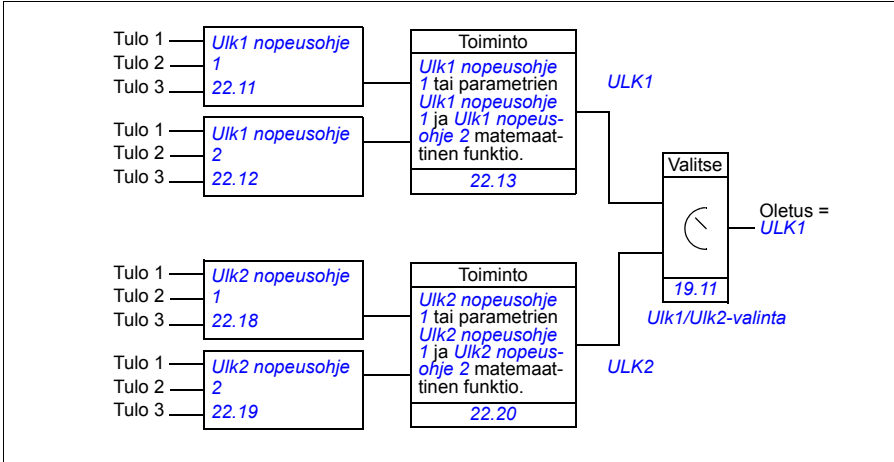 Tulo 1
Tulo 2
Tulo 3
Ulk1 nopeusohje
1
22.11
Tulo 1
Tulo 2
Tulo 3
Ulk1 nopeusohje
2
22.12
Toiminto
Ulk1 nopeusohje
1 tai parametrien
Ulk1 nopeusohje
1 ja Ulk1 nopeus-
ohje 2 matemaat-
tinen funktio.
22.13
ULK1
Valitse
19.11
Ulk1/Ulk2-valinta
Oletus =
ULK1
Tulo 1
Tulo 2
Tulo 3
Ulk2 nopeusohje
1
22.18
Tulo 1
Tulo 2
Tulo 3
Ulk2 nopeusohje
2
22.19
Toiminto
Ulk2 nopeusohje
1 tai parametrien
Ulk2 nopeusohje
1 ja Ulk2 nopeus-
ohje 2 matemaat-
tinen funktio.
22.20
ULK2